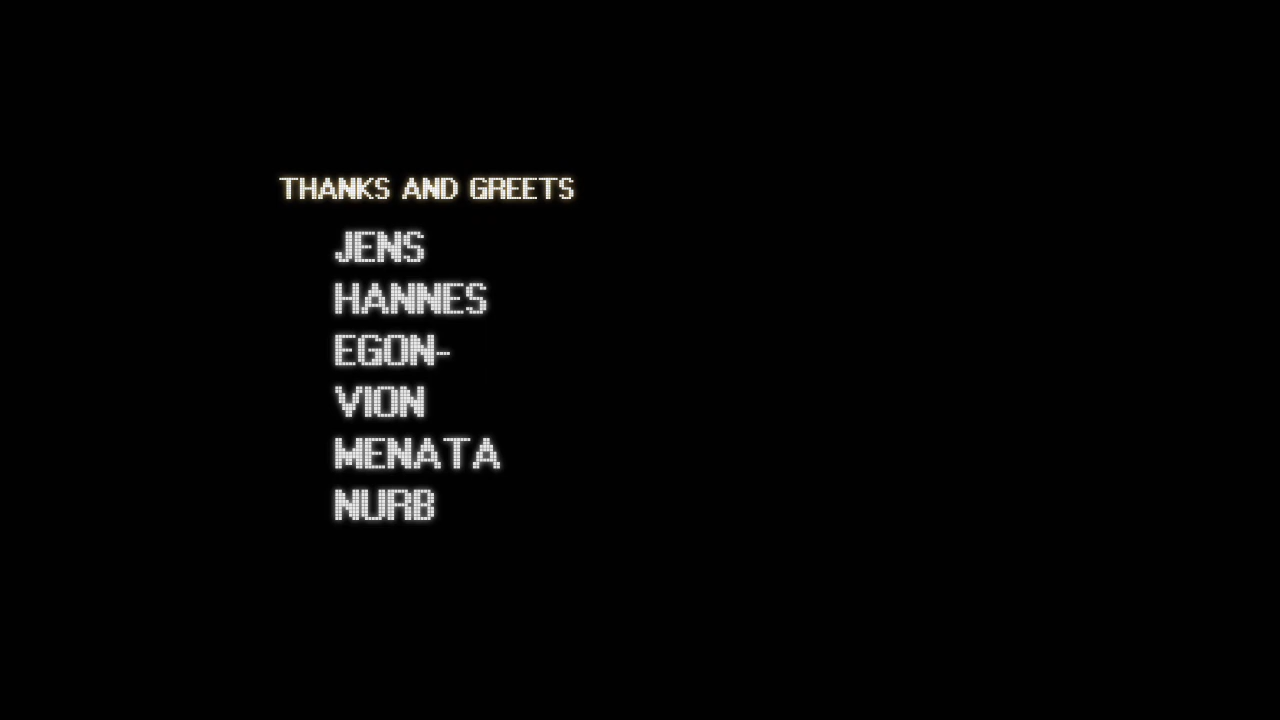 THANKS AND GREETS
JENS
HANNES
EGON-
VION
MENATA
NURB